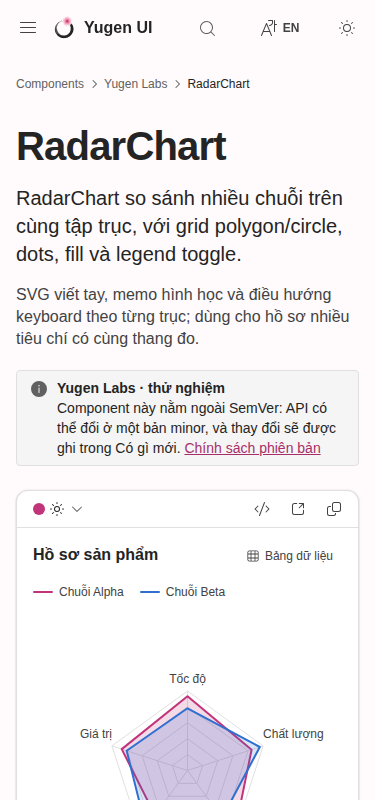 Yugen UI
EN
Components
Yugen Labs
RadarChart
RadarChart
RadarChart so sánh nhiều chuỗi trên
cùng tập trục, với grid polygon/circle,
dots, fill và legend toggle.
SVG viết tay, memo hình học và điều hướng
keyboard theo từng trục; dùng cho hồ sơ nhiều
tiêu chí có cùng thang đo.
Yugen Labs · thử nghiệm
Component này nằm ngoài SemVer: API có
thể đổi ở một bản minor, và thay đổi sẽ được
ghi trong Có gì mới. Chính sách phiên bản
Hồ sơ sản phẩm
Bảng dữ liệu
Chuỗi Alpha
Chuỗi Beta
Tốc độ
Giá trị
Chất lượng